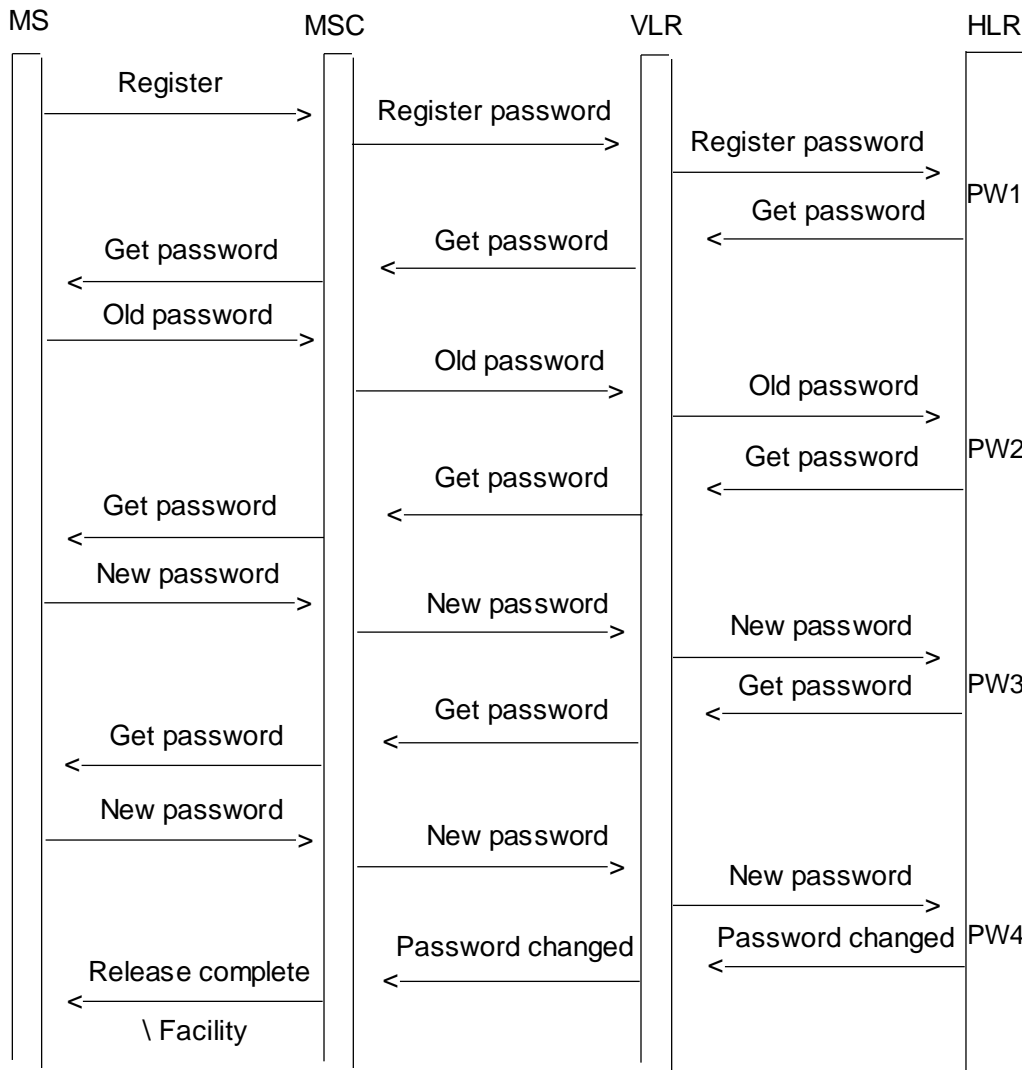 MS MSC VLR HLR
Register
Register password
Register password
PW1
Get password
Get password
Get password
Old password
Old password
Old password
PW2
Get password
Get password
Get password
New password
New password
New password
PW3
Get password
Get password
Get password
New password
New password
New password
PW4
Password changed
Password changed
Release complete
\ Facility